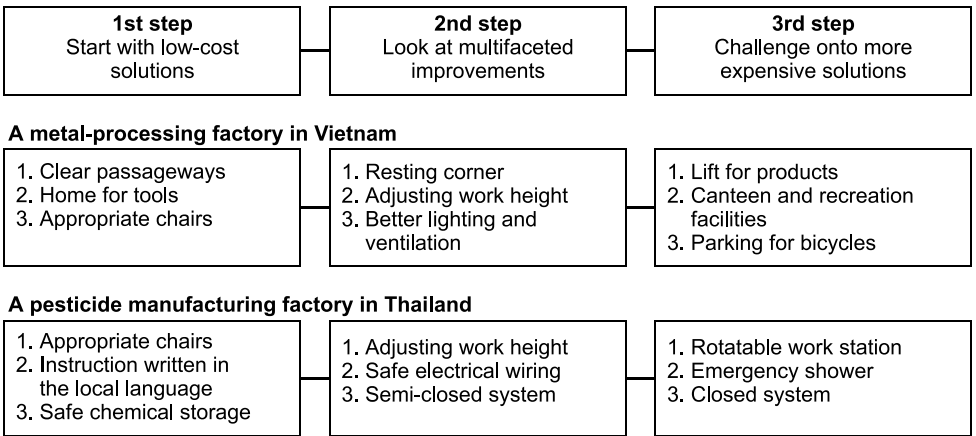 1st step
Start with low-cost
solutions
2nd step
Look at multifaceted
improvements
3rd step
Challenge onto more
expensive solutions
A metal-processing factory in Vietnam
1. Clear passageways
2. Home for tools
3. Appropriate chairs
1. Resting corner
2. Adjusting work height
3. Better lighting and
ventilation
1. Lift for products
2. Canteen and recreation
facilities
3. Parking for bicycles
A pesticide manufacturing factory in Thailand
1. Appropriate chairs
2. Instruction written in
the local language
3. Safe chemical storage
1. Adjusting work height
2. Safe electrical wiring
3. Semi-closed system
1. Rotatable work station
2. Emergency shower
3. Closed system